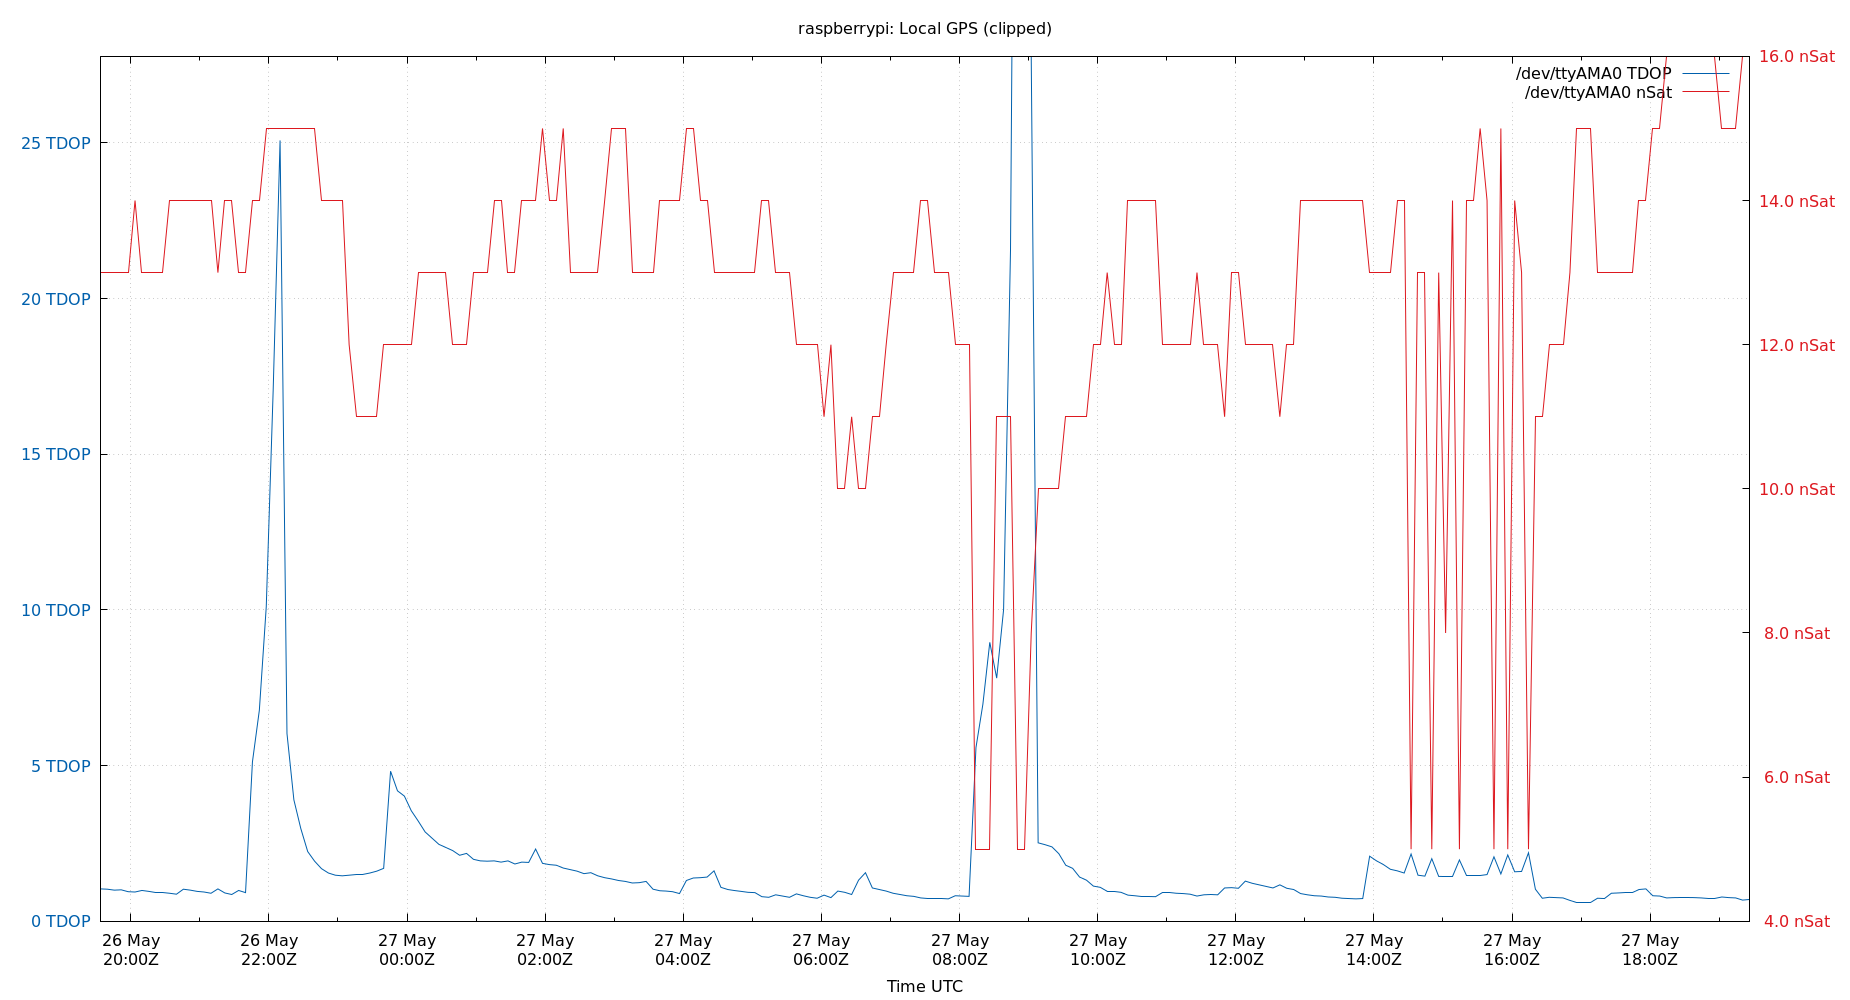 raspberrypi: Local GPS (clipped)
/dev/ttyAMA0 TDOP
/dev/ttyAMA0 nSat
25 TDOP
20 TDOP
15 TDOP
10 TDOP
5 TDOP
0 TDOP
16.0 nSat
14.0 nSat
12.0 nSat
10.0 nSat
8.0 nSat
6.0 nSat
4.0 nSat
26 May
20:00Z
26 May
22:00Z
27 May
00:00Z
27 May
02:00Z
27 May
04:00Z
27 May
06:00Z
27 May
08:00Z
27 May
10:00Z
27 May
12:00Z
27 May
14:00Z
27 May
16:00Z
27 May
18:00Z
Time UTC